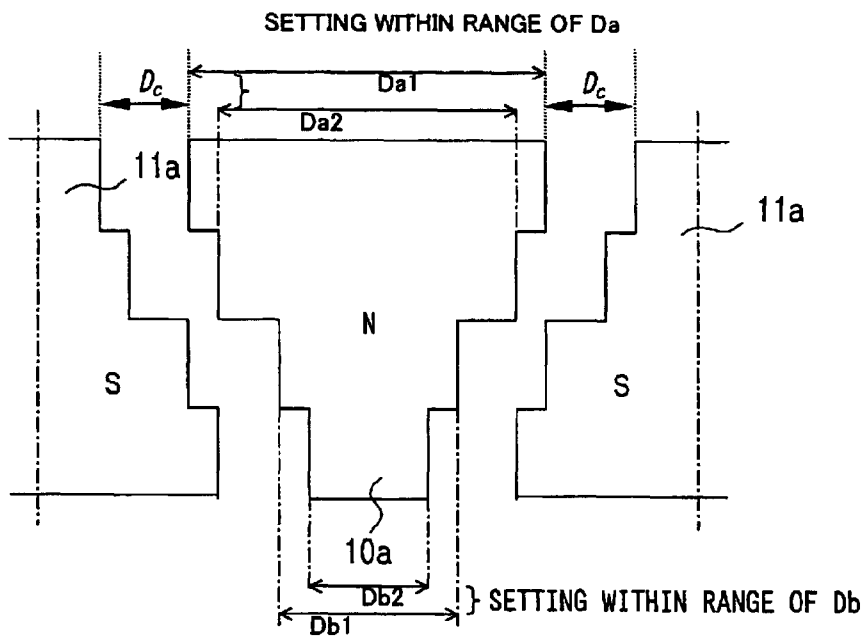 SETTING WITHIN RANGE OF Da
Dc
Da1
Dc
Da2
11a
11a
N
S
S
10a
Db2
} SETTING WITHIN RANGE OF Db
Db1